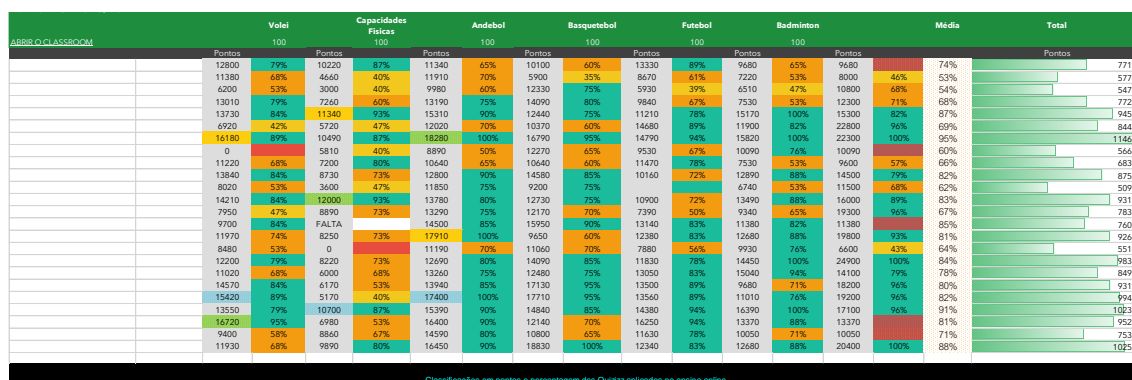 Volei Capacidades Físicas Andebol Basquetebol Futebol Badminton Média Total
ABRIR O CLASSROOM 100 100 100 100 100 100
Pontos Pontos Pontos Pontos Pontos Pontos Pontos Pontos
12800 79% 10220 87% 11340 65% 10100 60% 13330 89% 9680 65% 9680 74% 771
11380 68% 4660 40% 11910 70% 5900 35% 8670 61% 7220 53% 8000 46% 53% 577
6200 53% 3000 40% 9980 60% 12330 75% 5930 39% 6510 47% 10800 68% 54% 547
13010 79% 7260 60% 13190 75% 14090 80% 9840 67% 7530 53% 12300 71% 68% 772
13730 84% 11340 93% 15310 90% 12440 75% 11210 78% 15170 100% 15300 82% 87% 945
6920 42% 5720 47% 12020 70% 10370 60% 14680 89% 11900 82% 22800 96% 69% 844
16180 89% 10490 87% 18280 100% 16790 95% 14790 94% 15820 100% 22300 100% 95% 1146
0 5810 40% 8890 50% 12270 65% 9530 67% 10090 76% 10090 60% 566
11220 68% 7200 80% 10640 65% 10640 60% 11470 78% 7530 53% 9600 57% 66% 683
13840 84% 8730 73% 12800 90% 14580 85% 10160 72% 12890 88% 14500 79% 82% 875
8020 53% 3600 47% 11850 75% 9200 75% 6740 53% 11500 68% 62% 509
14210 84% 12000 93% 13780 80% 12730 75% 10900 72% 13490 88% 16000 89% 83% 931
7950 47% 8890 73% 13290 75% 12170 70% 7390 50% 9340 65% 19300 96% 67% 783
9700 84% FALTA 14500 85% 15950 90% 13140 83% 11380 82% 11380 85% 760
11970 74% 8250 73% 17910 100% 9650 60% 12380 83% 12680 88% 19800 93% 81% 926
8480 53% 0 11190 70% 11060 70% 7880 56% 9930 76% 6600 43% 64% 551
12200 79% 8220 73% 12690 80% 14090 85% 11830 78% 14450 100% 24900 100% 84% 983
11020 68% 6000 68% 13260 75% 12480 75% 13050 83% 15040 94% 14100 79% 78% 849
14570 84% 6170 53% 13940 85% 17130 95% 13500 89% 9680 71% 18200 96% 80% 931
15420 89% 5170 40% 17400 100% 17710 95% 13560 89% 11010 76% 19200 96% 82% 994
13550 79% 10700 87% 15390 90% 14840 85% 14380 94% 16390 100% 17100 96% 91% 1023
16720 95% 6980 53% 16400 90% 12140 70% 16250 94% 13370 88% 13370 81% 952
9400 58% 8860 67% 14590 80% 10800 65% 11630 78% 10050 71% 10050 71% 753
11930 68% 9890 80% 16450 90% 18830 100% 12340 83% 12680 88% 20400 100% 88% 1025
Classificações em pontos e percentagem dos Quizizz aplicados no ensino online